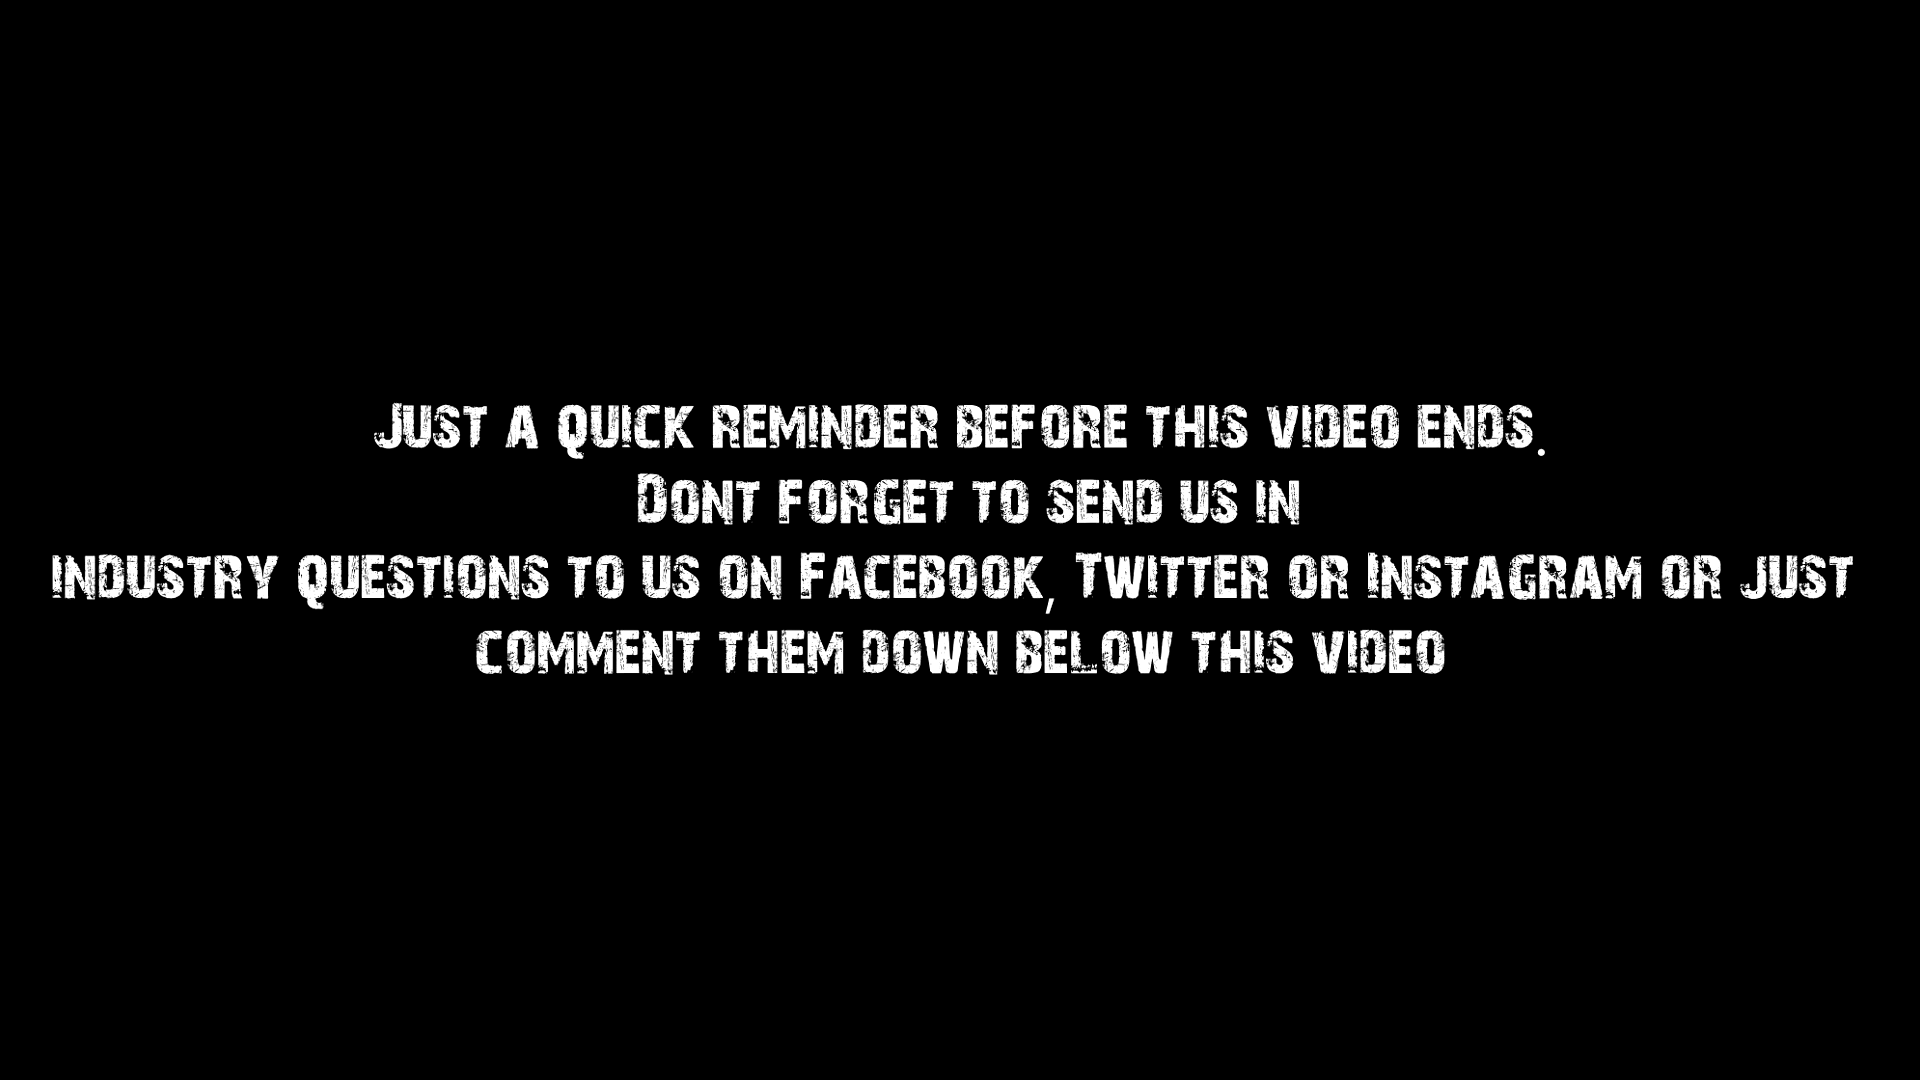 Just a quick reminder before this video ends.
Dont forget to send us in
industry questions to us on Facebook, Twitter or Instagram or just
comment them down below this video